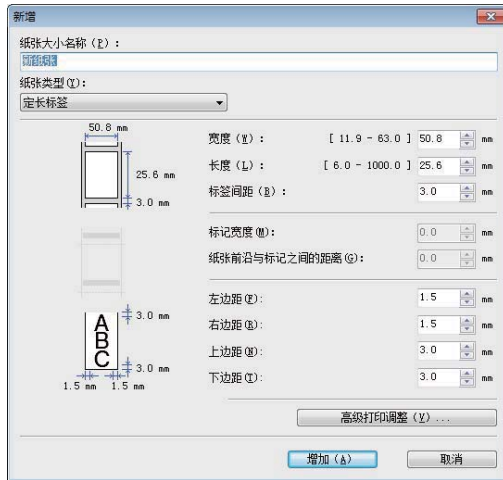 新增
纸张大小名称（P）：
新纸张
纸张类型(Y)：
定长标签
50.8 mm
25.6 mm
3.0 mm
宽度（W）： [ 11.9 - 63.0 ] 50.8 mm
长度（L）： [ 6.0 - 1000.0 ] 25.6 mm
标签间距（B）： 3.0 mm
标记宽度(M)： 0.0 mm
纸张前沿与标记之间的距离(G)： 0.0 mm
ABC
3.0 mm
3.0 mm
1.5 mm 1.5 mm
左边距(F)： 1.5 mm
右边距(R)： 1.5 mm
上边距(N)： 3.0 mm
下边距(T)： 3.0 mm
高级打印调整（V）...
增加（A） 取消